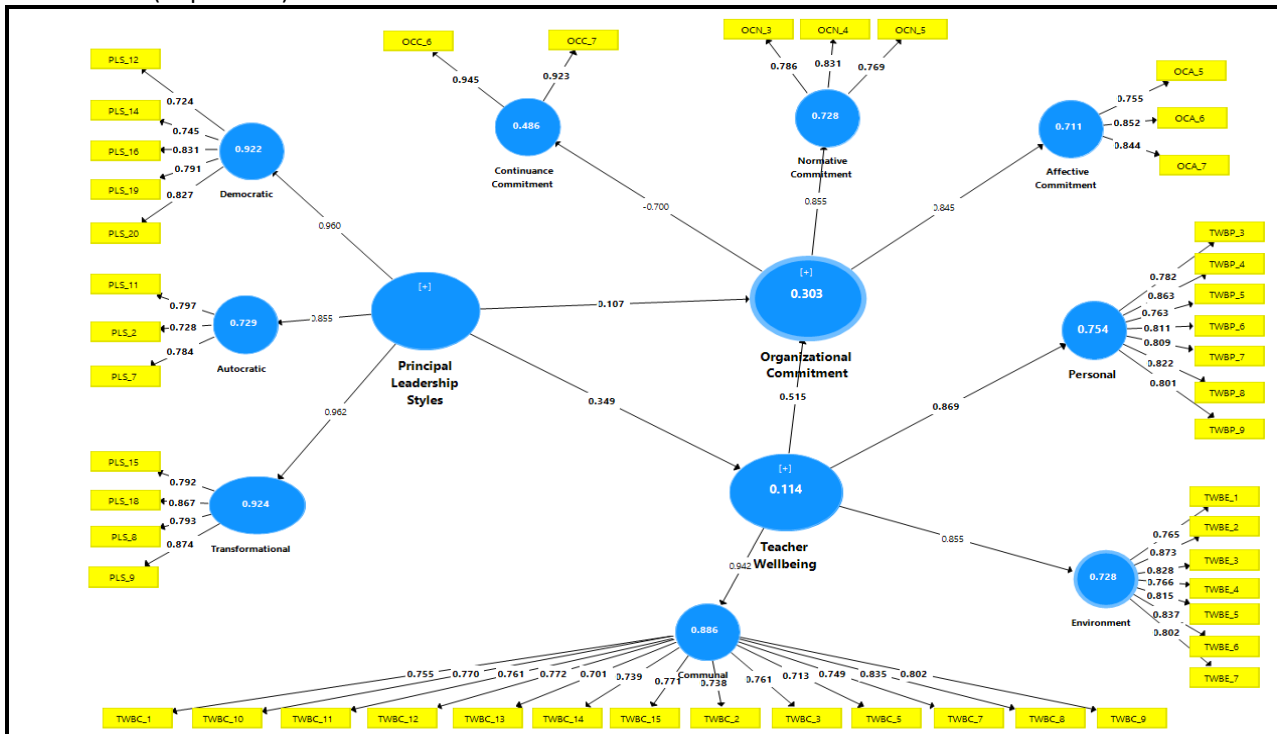 OCC_6
OCC_7
OCN_3
OCN_4
OCN_5
PLS_12
0.724
PLS_14
0.745
PLS_16
0.831
PLS_19
0.791
0.827
PLS_20
0.922
Democratic
0.960
0.945
0.923
0.486
Continuance
Commitment
-0.700
0.786
0.831
0.769
0.728
Normative
Commitment
0.855
OCA_5
0.755
OCA_6
0.852
0.844
OCA_7
0.711
Affective
Commitment
0.845
PLS_11
0.797
PLS_2
0.728
0.784
PLS_7
0.729
Autocratic
0.855
[+]
Principal
Leadership
Styles
0.107
[+]
0.303
Organizational
Commitment
0.515
0.349
0.962
TWBP_3
0.782
TWBP_4
0.863
TWBP_5
0.763
TWBP_6
0.811
0.809
TWBP_7
0.822
TWBP_8
0.801
TWBP_9
0.754
Personal
0.869
PLS_15
0.792
PLS_18
0.867
PLS_8
0.793
0.874
PLS_9
0.924
Transformational
[+]
0.114
Teacher
Wellbeing
0.942
0.855
TWBE_1
0.765
TWBE_2
0.873
TWBE_3
0.828
0.766
TWBE_4
0.815
TWBE_5
0.837
TWBE_6
0.802
TWBE_7
0.728
Environment
0.886
Communal
0.755
0.770
0.761
0.772
0.701
0.739
0.771
0.738
0.761
0.713
0.749
0.835
0.802
TWBC_1
TWBC_10
TWBC_11
TWBC_12
TWBC_13
TWBC_14
TWBC_15
TWBC_2
TWBC_3
TWBC_5
TWBC_7
TWBC_8
TWBC_9